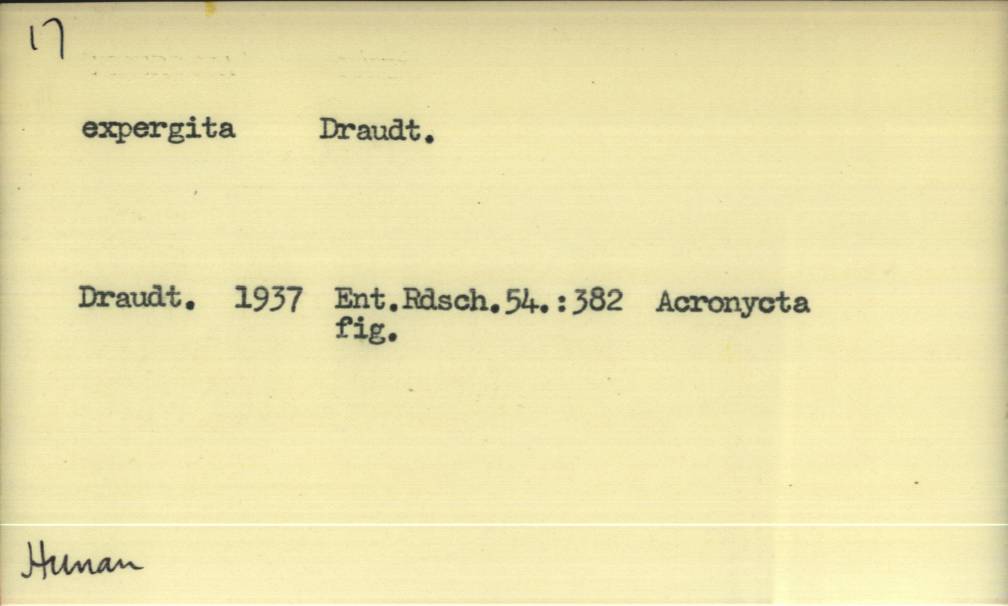 17
expergita Draudt.
Draudt. 1937 Ent.Rdsch.54.:382 Acronycta
fig.
Hunan